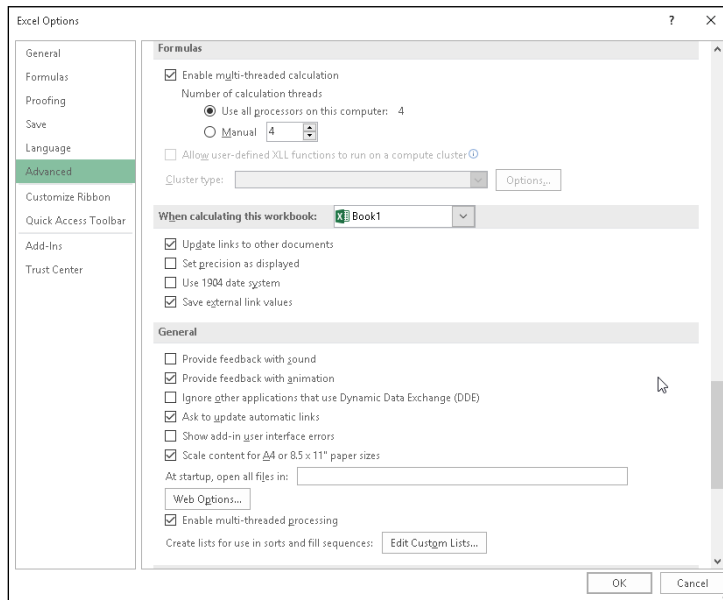 Excel Options
?
General
Formulas
Proofing
Save
Language
Advanced
Customize Ribbon
Quick Access Toolbar
Add-Ins
Trust Center
Formulas
Enable multi-threaded calculation
Number of calculation threads
Use all processors on this computer: 4
Manual 4
Allow user-defined XLL functions to run on a compute cluster
Cluster type: Options...
When calculating this workbook: Book1
Update links to other documents
Set precision as displayed
Use 1904 date system
Save external link values
General
Provide feedback with sound
Provide feedback with animation
Ignore other applications that use Dynamic Data Exchange (DDE)
Ask to update automatic links
Show add-in user interface errors
Scale content for A4 or 8.5 x 11" paper sizes
At startup, open all files in:
Web Options...
Enable multi-threaded processing
Create lists for use in sorts and fill sequences: Edit Custom Lists...
OK Cancel